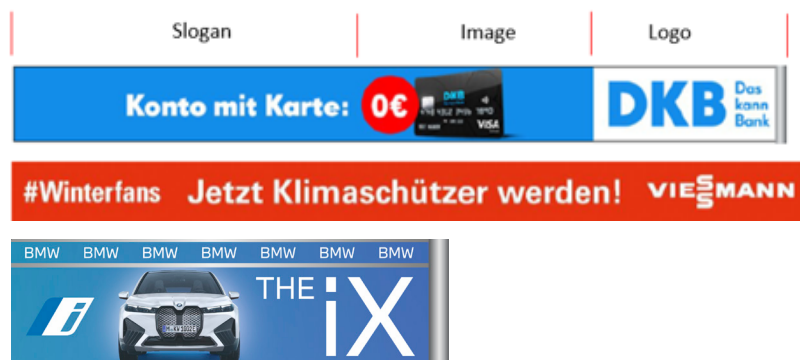 Slogan Image Logo
Konto mit Karte: 0€ DKB VISA DKB Das kann Bank
#Winterfans Jetzt Klimaschützer werden! VIESSMANN
BMW BMW BMW BMW BMW BMW BMW
i THE iX